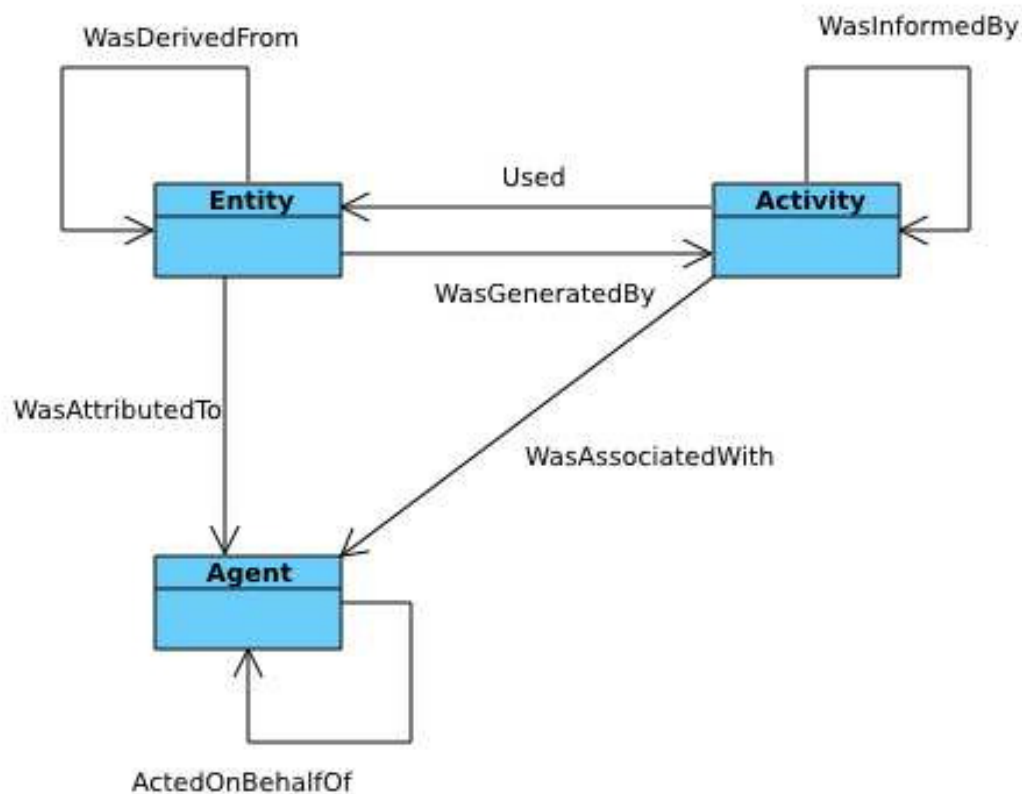 WasInformedBy
WasDerivedFrom
Used
Entity
Activity
WasGeneratedBy
WasAttributedTo
WasAssociatedWith
Agent
ActedOnBehalfOf